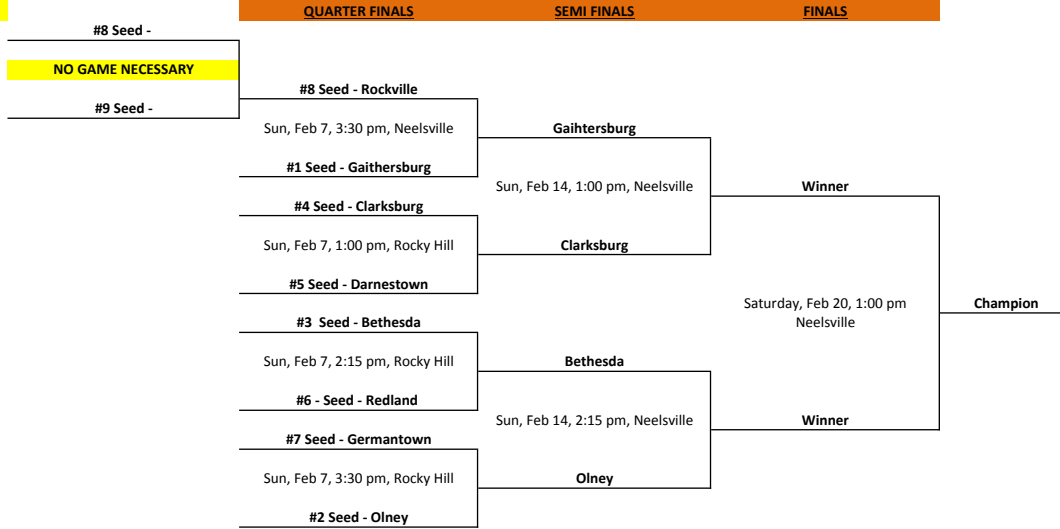 QUARTER FINALS
SEMI FINALS
FINALS
#8 Seed -
NO GAME NECESSARY
#9 Seed -
#8 Seed - Rockville
Sun, Feb 7, 3:30 pm, Neelsville
#1 Seed - Gaithersburg
#4 Seed - Clarksburg
Sun, Feb 7, 1:00 pm, Rocky Hill
#5 Seed - Darnestown
#3 Seed - Bethesda
Sun, Feb 7, 2:15 pm, Rocky Hill
#6 - Seed - Redland
#7 Seed - Germantown
Sun, Feb 7, 3:30 pm, Rocky Hill
#2 Seed - Olney
Gaihtersburg
Sun, Feb 14, 1:00 pm, Neelsville
Clarksburg
Bethesda
Sun, Feb 14, 2:15 pm, Neelsville
Olney
Winner
Saturday, Feb 20, 1:00 pm
Neelsville
Winner
Champion